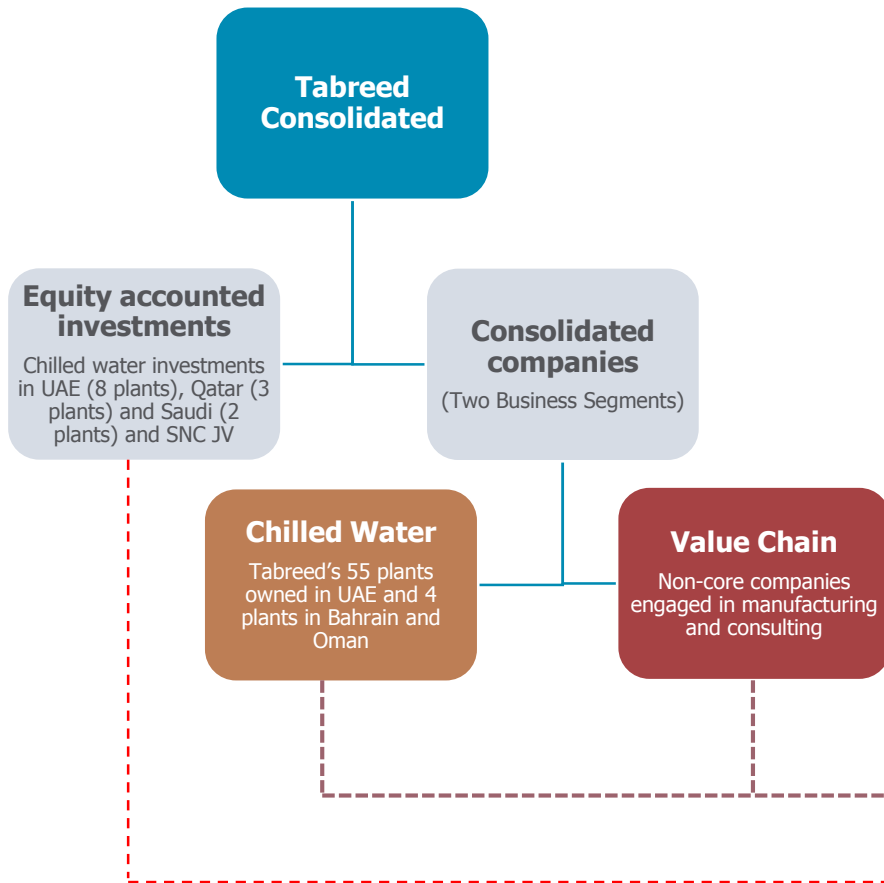 Tabreed
Consolidated
Equity accounted
investments
Chilled water investments
in UAE (8 plants), Qatar (3
plants) and Saudi (2
plants) and SNC JV
Consolidated
companies
(Two Business Segments)
Chilled Water
Tabreed’s 55 plants
owned in UAE and 4
plants in Bahrain and
Oman
Value Chain
Non-core companies
engaged in manufacturing
and consulting